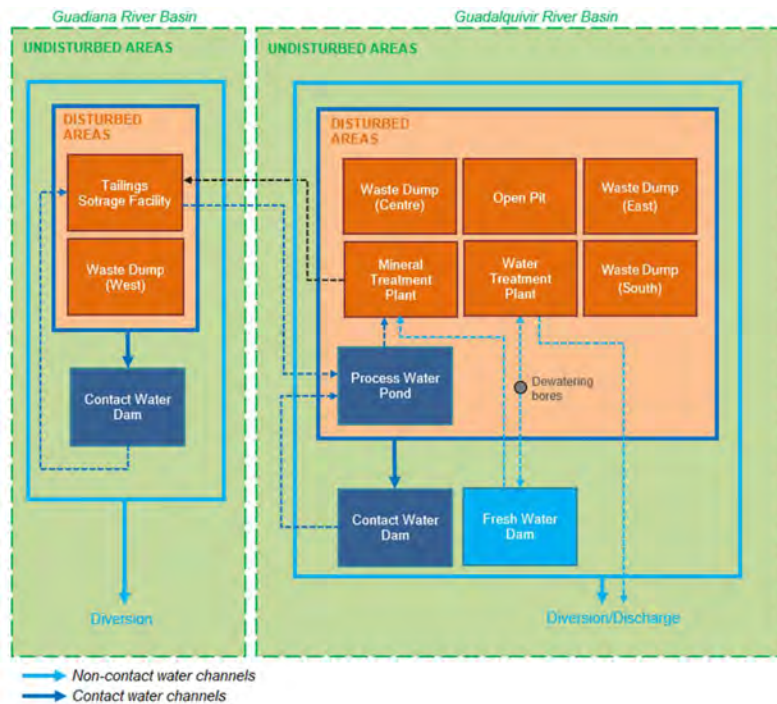 Guadiana River Basin
Guadalquivir River Basin
UNDISTURBED AREAS
UNDISTURBED AREAS
DISTURBED
AREAS
Tailings
Sotrage Facility
Waste Dump
(West)
Contact Water
Dam
Diversion
DISTURBED
AREAS
Waste Dump
(Centre)
Open Pit
Waste Dump
(East)
Mineral
Treatment
Plant
Water
Treatment
Plant
Waste Dump
(South)
Process Water
Pond
Dewatering
bores
Contact Water
Dam
Fresh Water
Dam
Diversion/Discharge
Non-contact water channels
Contact water channels